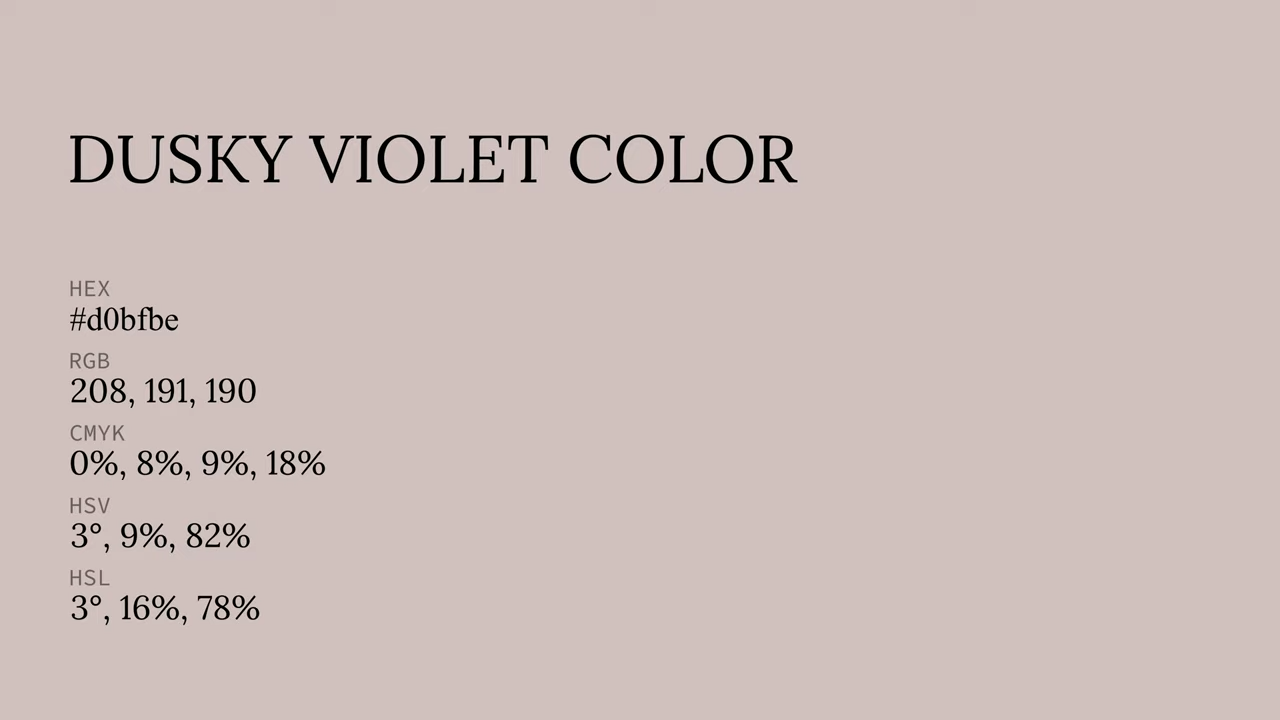 DUSKY VIOLET COLOR
HEX
#d0bfbe
RGB
208, 191, 190
CMYK
0%, 8%, 9%, 18%
HSV
3°, 9%, 82%
HSL
3°, 16%, 78%